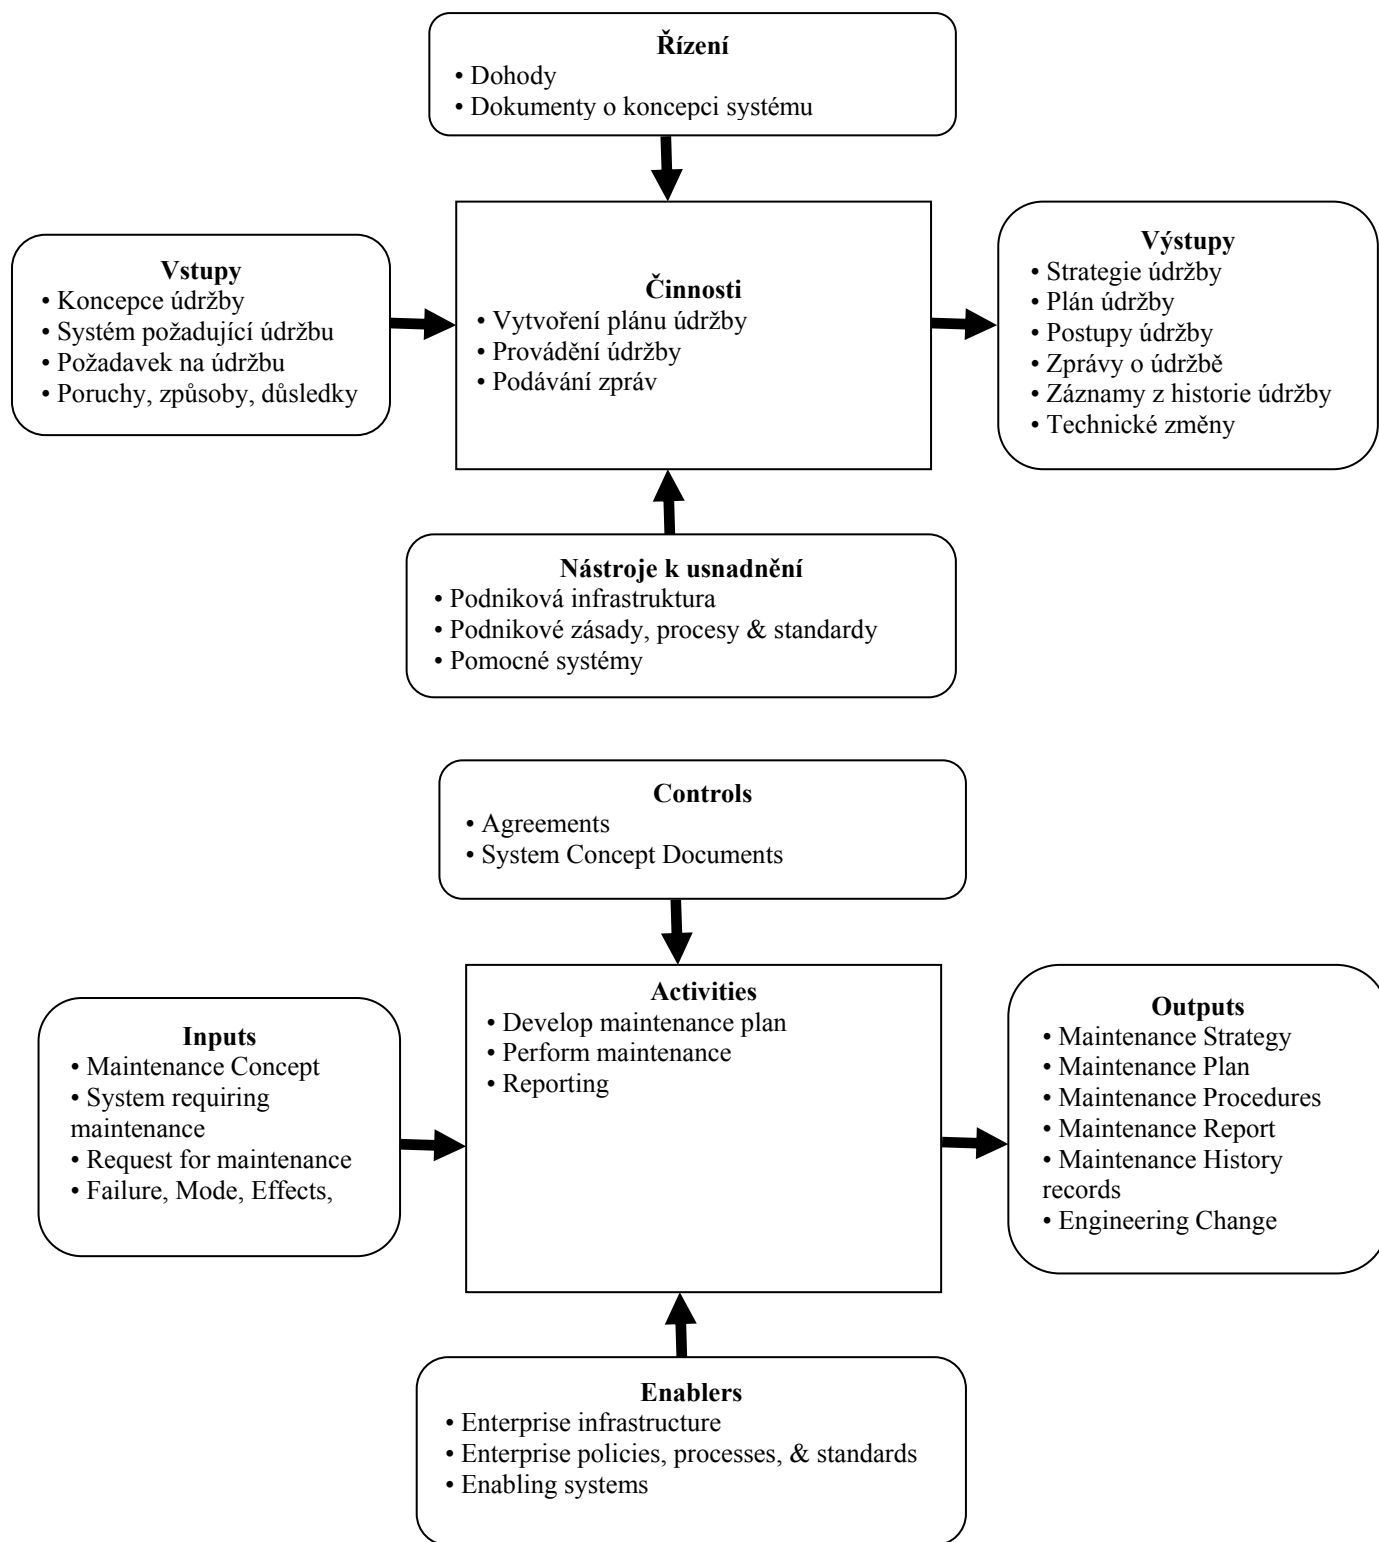 Řízení
• Dohody
• Dokumenty o koncepci systému
Vstupy
• Koncepce údržby
• Systém požadující údržbu
• Požadavek na údržbu
• Poruchy, způsoby, důsledky
Činnosti
• Vytvoření plánu údržby
• Provádění údržby
• Podávání zpráv
Výstupy
• Strategie údržby
• Plán údržby
• Postupy údržby
• Zprávy o údržbě
• Záznamy z historie údržby
• Technické změny
Nástroje k usnadnění
• Podniková infrastruktura
• Podnikové zásady, procesy & standardy
• Pomocné systémy
Controls
• Agreements
• System Concept Documents
Inputs
• Maintenance Concept
• System requiring
maintenance
• Request for maintenance
• Failure, Mode, Effects,
Activities
• Develop maintenance plan
• Perform maintenance
• Reporting
Outputs
• Maintenance Strategy
• Maintenance Plan
• Maintenance Procedures
• Maintenance Report
• Maintenance History
records
• Engineering Change
Enablers
• Enterprise infrastructure
• Enterprise policies, processes, & standards
• Enabling systems